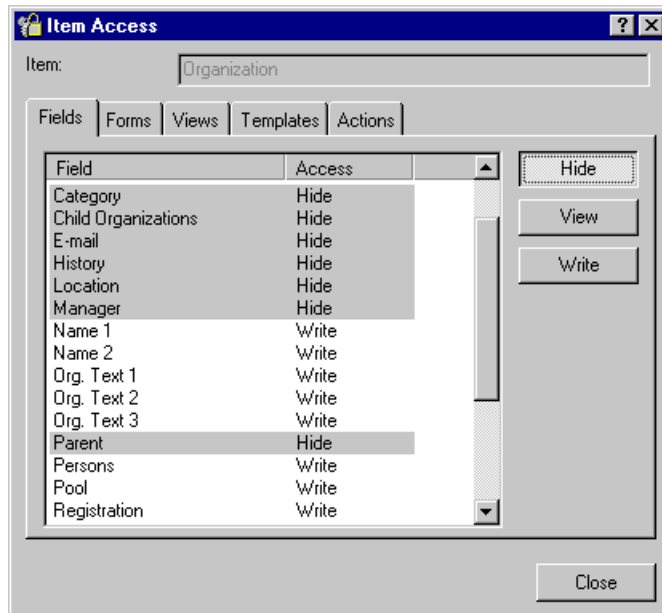 Item Access
Item: Organization
Fields Forms Views Templates Actions
Field Access
Category Hide
Child Organizations Hide
E-mail Hide
History Hide
Location Hide
Manager Hide
Name 1 Write
Name 2 Write
Org. Text 1 Write
Org. Text 2 Write
Org. Text 3 Write
Parent Hide
Persons Write
Pool Write
Registration Write
Hide
View
Write
Close